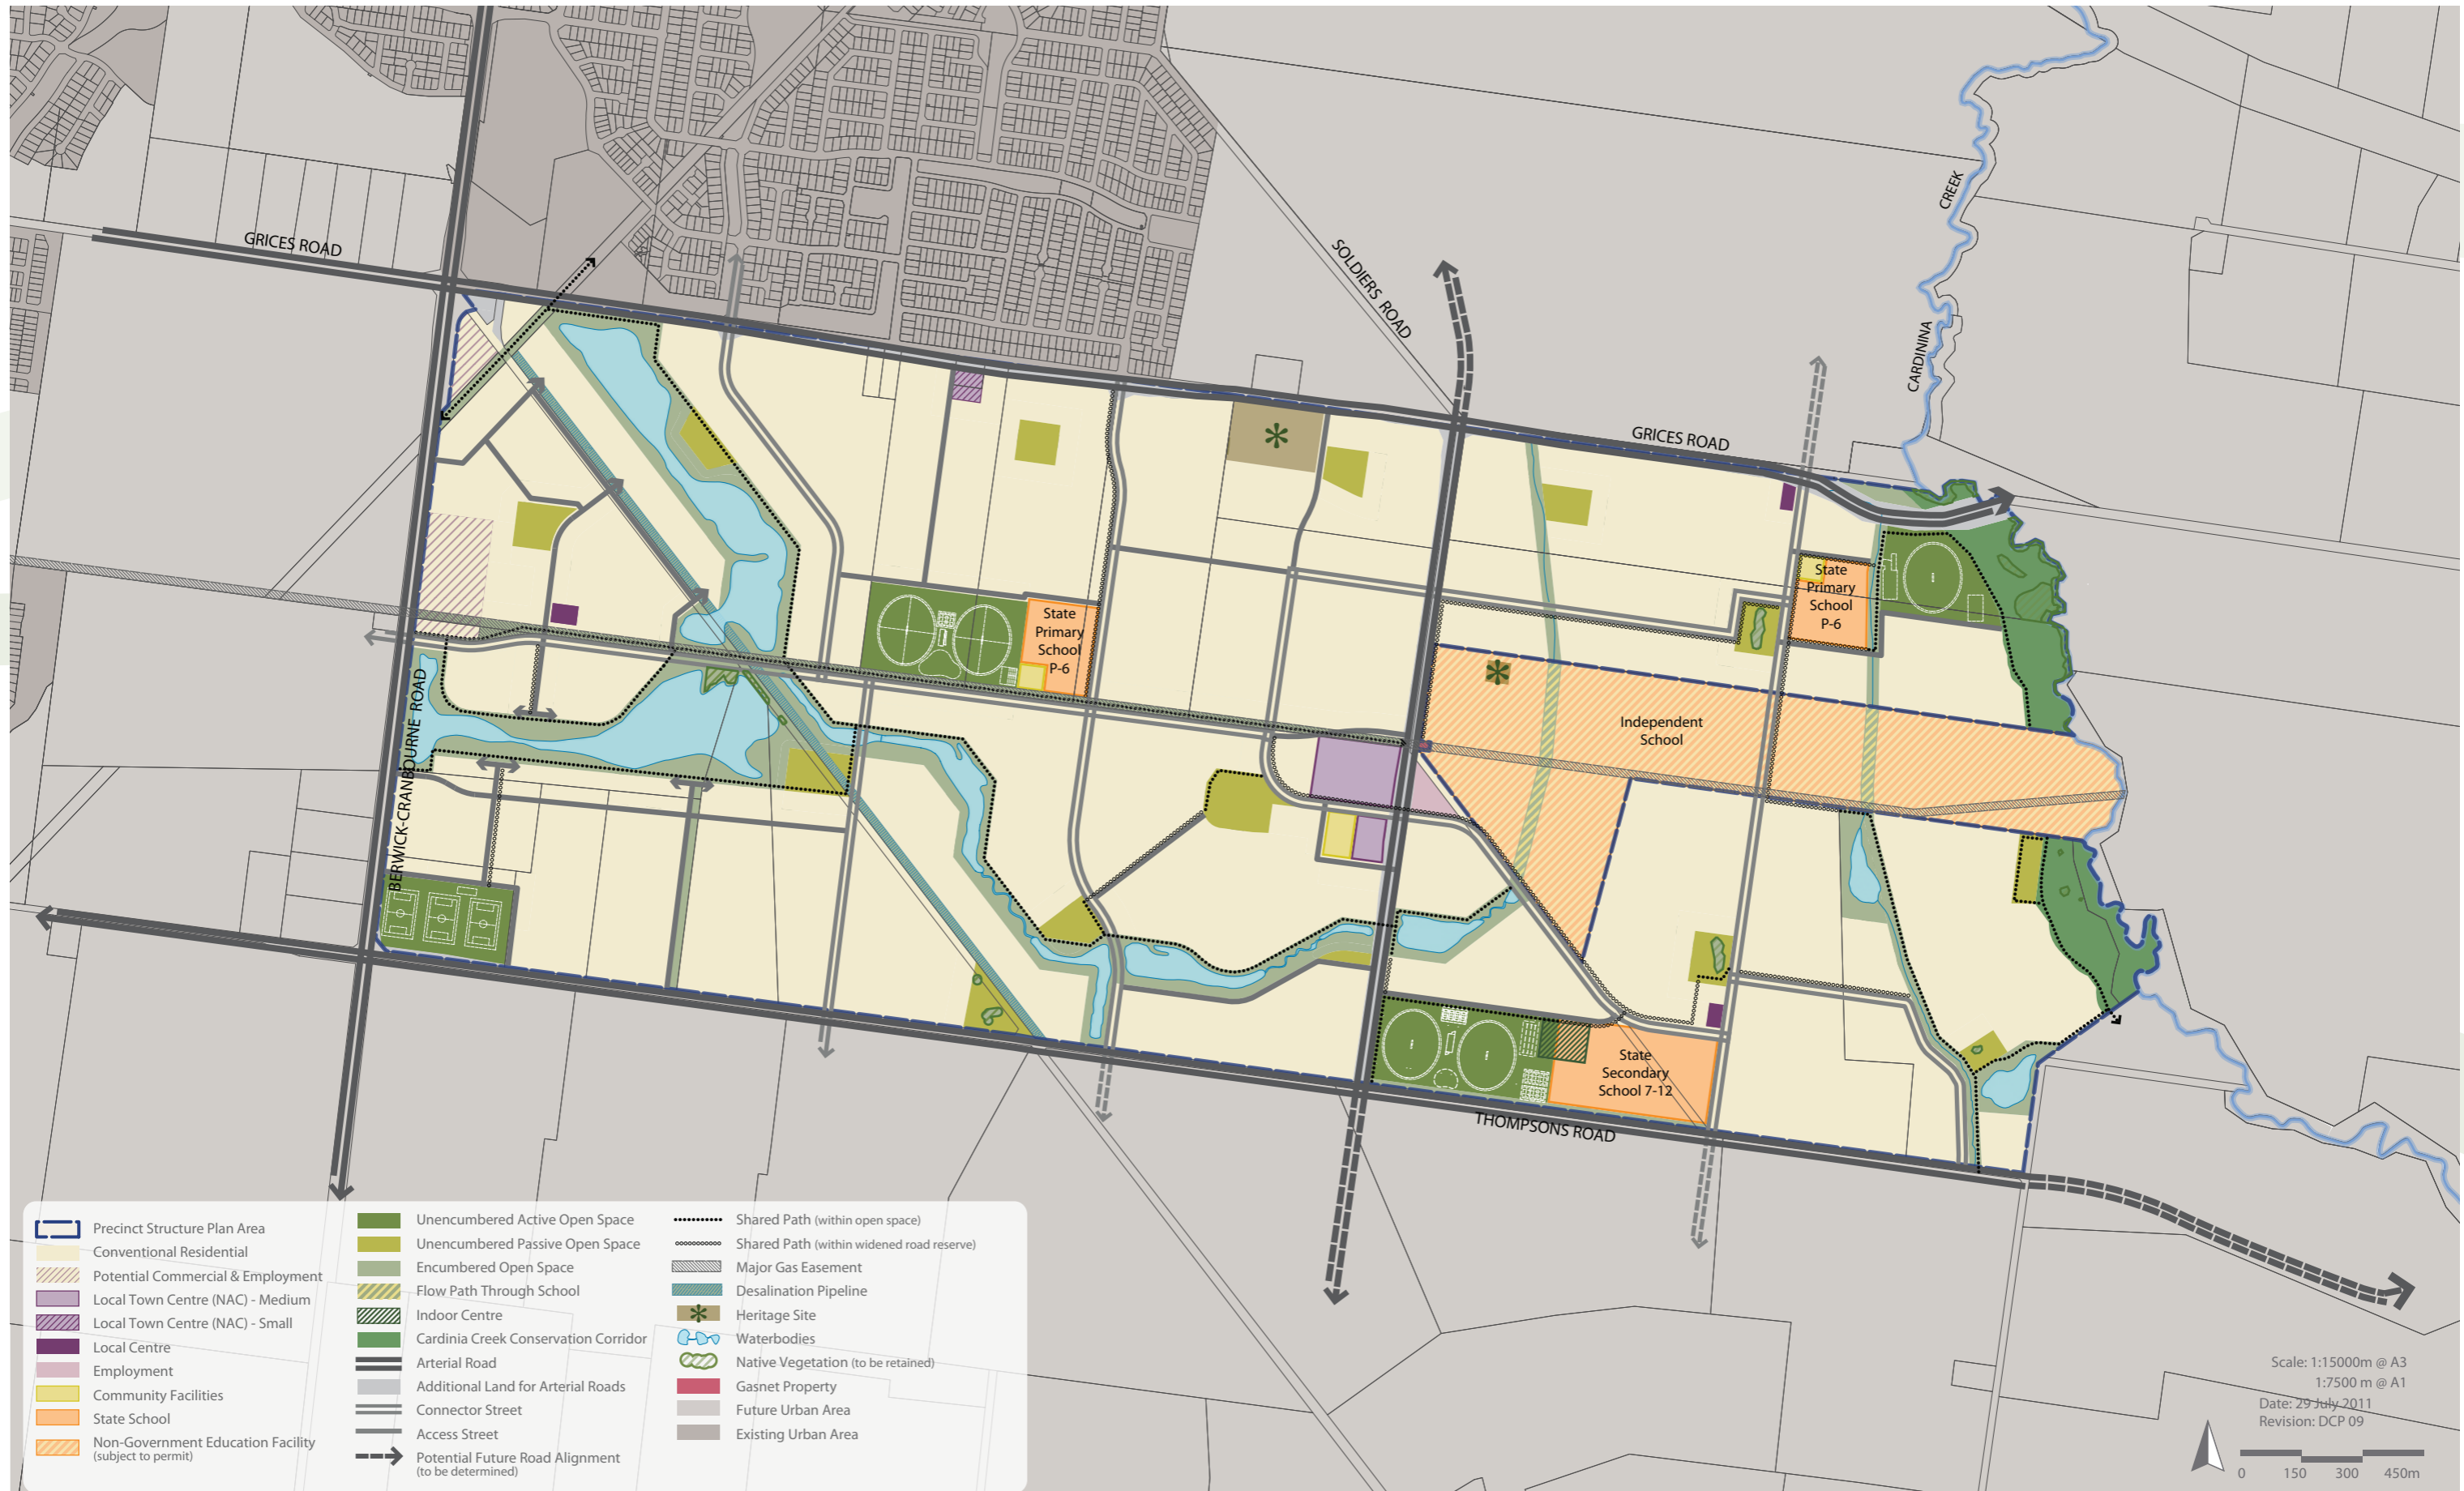 CREEK
CARDININA
GRICES ROAD
SOLDIERS ROAD
GRICES ROAD
State
Primary
School
P-6
State
Primary
School
P-6
Independent
School
BERWICK-CRANBOURNE ROAD
State
Secondary
School 7-12
THOMPSONS ROAD
Precinct Structure Plan Area
Conventional Residential
Potential Commercial & Employment
Local Town Centre (NAC) - Medium
Local Town Centre (NAC) - Small
Local Centre
Employment
Community Facilities
State School
Non-Government Education Facility
(subject to permit)
Unencumbered Active Open Space
Unencumbered Passive Open Space
Encumbered Open Space
Flow Path Through School
Indoor Centre
Cardinia Creek Conservation Corridor
Arterial Road
Additional Land for Arterial Roads
Connector Street
Access Street
Potential Future Road Alignment
(to be determined)
Shared Path (within open space)
Shared Path (within widened road reserve)
Major Gas Easement
Desalination Pipeline
Heritage Site
Waterbodies
Native Vegetation (to be retained)
Gasnet Property
Future Urban Area
Existing Urban Area
Scale: 1:15000m @ A3
1:7500 m @ A1
Date: 29 July 2011
Revision: DCP 09
0 150 300 450m